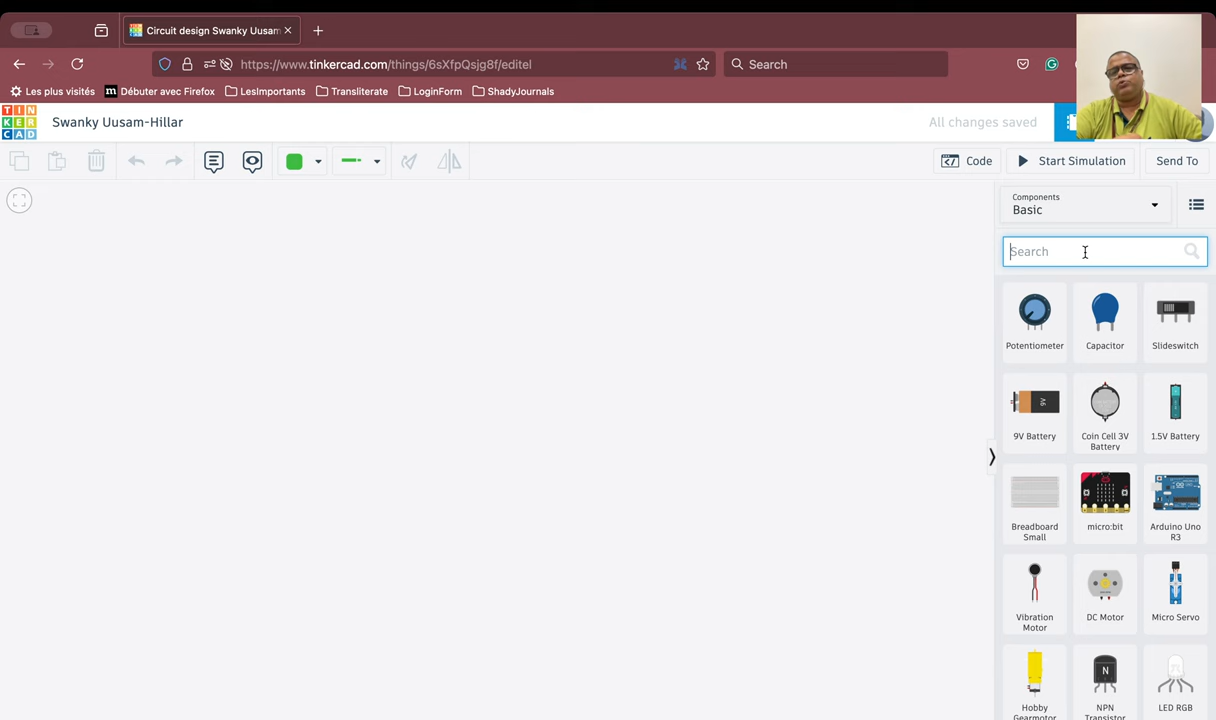 Circuit design Swanky Uusam
https://www.tinkercad.com/things/6sXfpQsjg8f/editel
Search
Les plus visités
m Débuter avec Firefox
LesImportants
Transliterate
LoginForm
ShadyJournals
TIN
KER
CAD
Swanky Uusam-Hillar
All changes saved
Code
Start Simulation
Send To
Components
Basic
Search
Potentiometer
Capacitor
Slideswitch
9V
9V Battery
Coin Cell 3V
Battery
1.5V Battery
Breadboard
Small
micro:bit
Arduino Uno
R3
Vibration
Motor
DC Motor
Micro Servo
Hobby
Gearmotor
N
NPN
Transistor
LED RGB